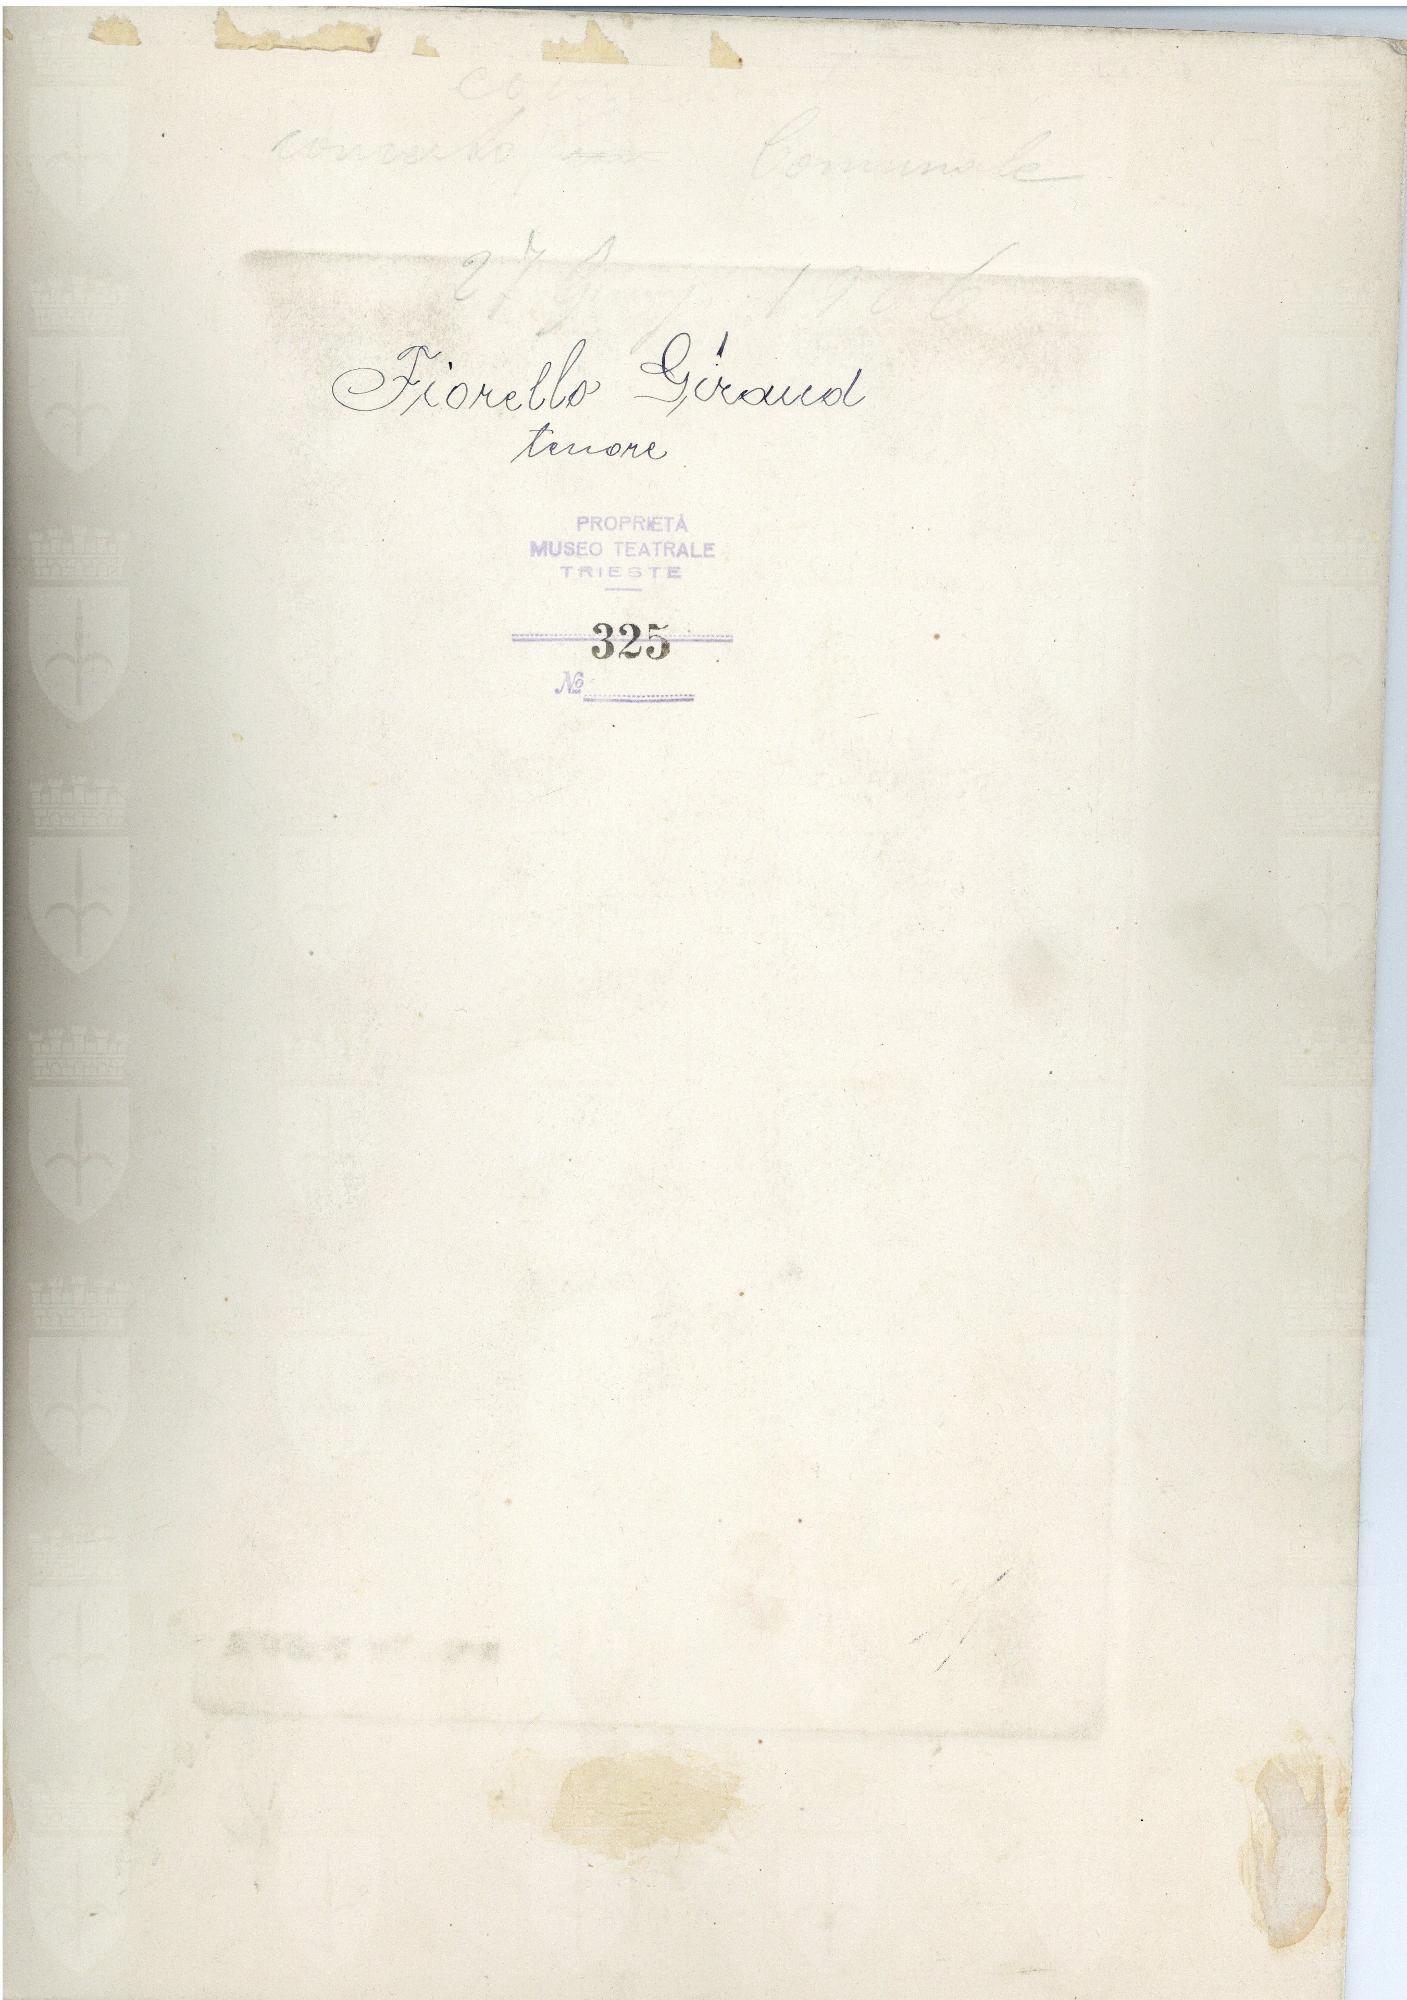 concerto Comunale
27 1906
Fiorello Giraud
tenore
PROPRIETÀ
MUSEO TEATRALE
TRIESTE
325
No